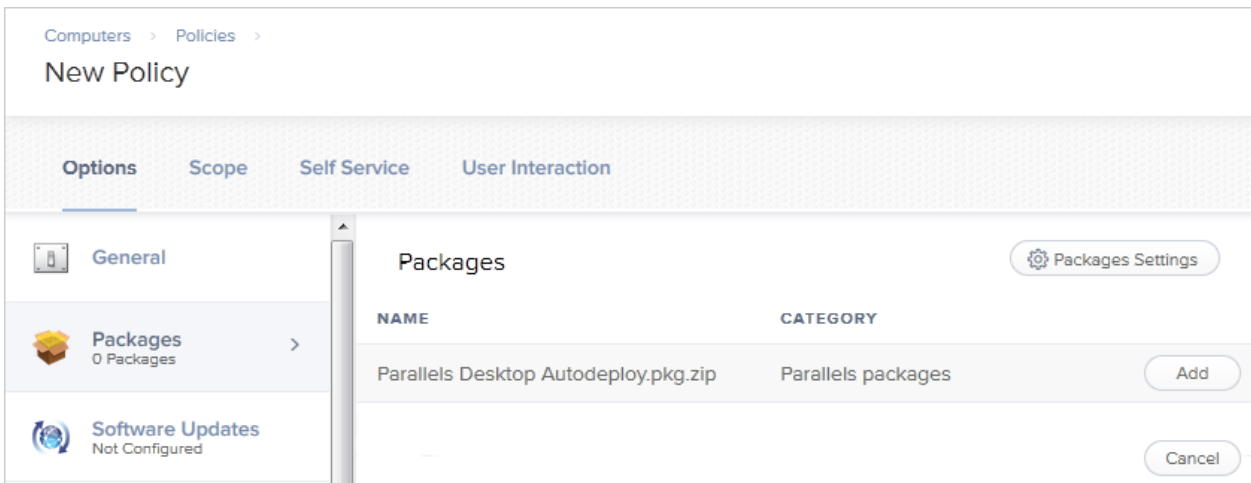 Computers > Policies >
New Policy
Options Scope Self Service User Interaction
General
Packages
0 Packages
Software Updates
Not Configured
Packages
Packages Settings
NAME CATEGORY
Parallels Desktop Autodeploy.pkg.zip Parallels packages Add
Cancel